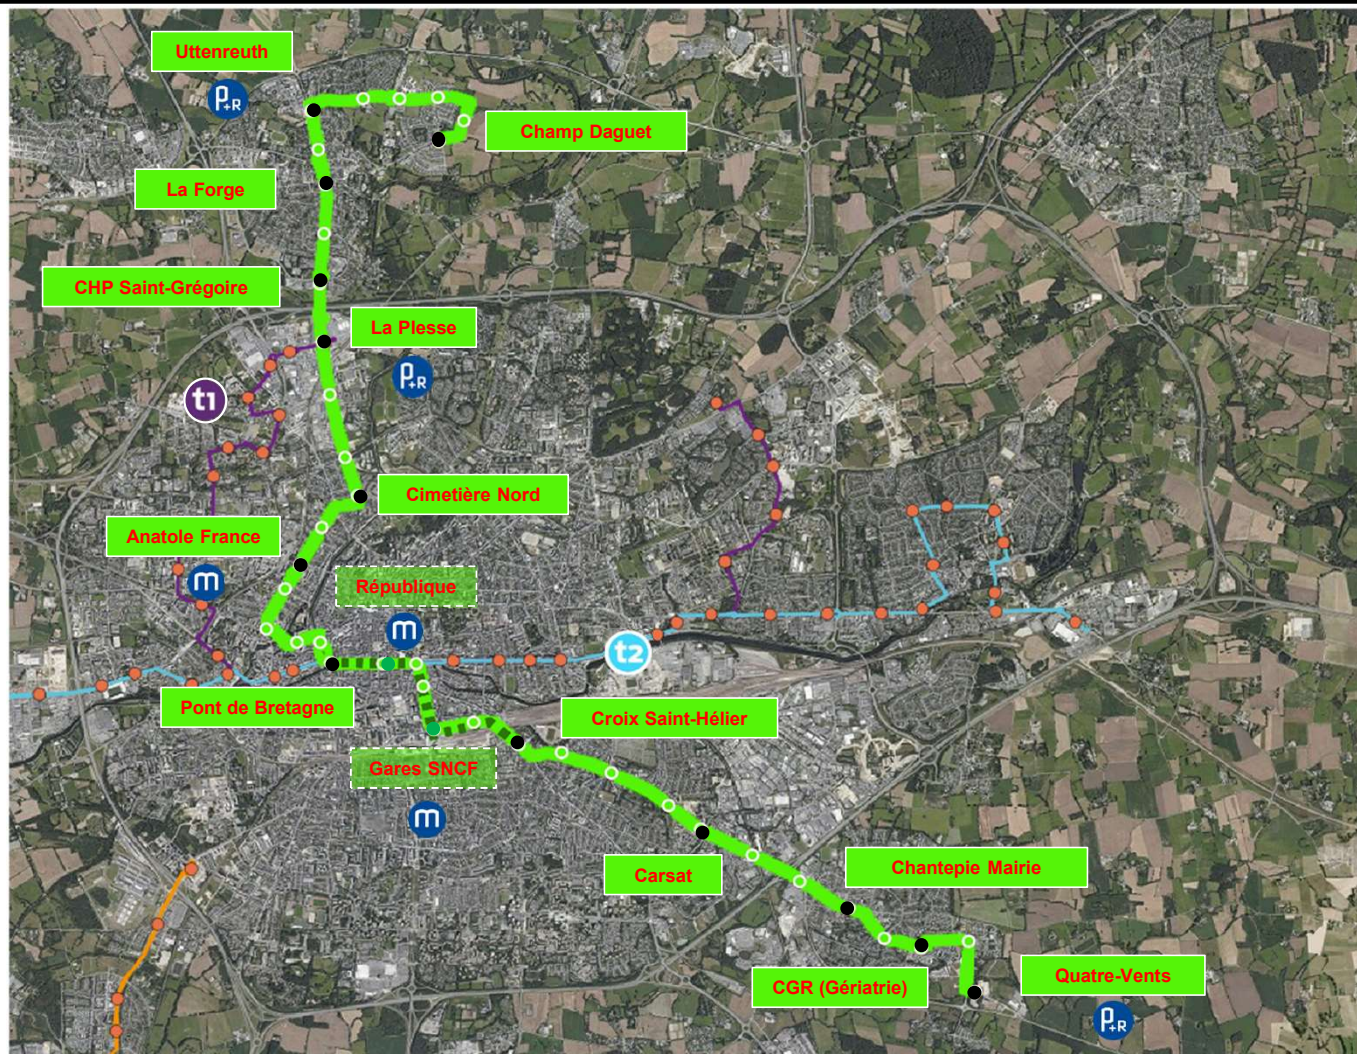 Uttenreuth
P+R
Champ Daguet
La Forge
CHP Saint-Grégoire
La Plesse
P+R
t1
Cimetière Nord
Anatole France
m
République
m
t2
Pont de Bretagne
Croix Saint-Hélier
Gares SNCF
m
Carsat
Chantepie Mairie
CGR (Gériatrie)
Quatre-Vents
P+R